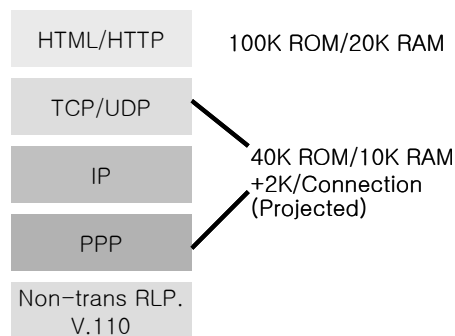 HTML/HTTP
100K ROM/20K RAM
TCP/UDP
IP
40K ROM/10K RAM
+2K/Connection
(Projected)
PPP
Non-trans RLP.
V.110